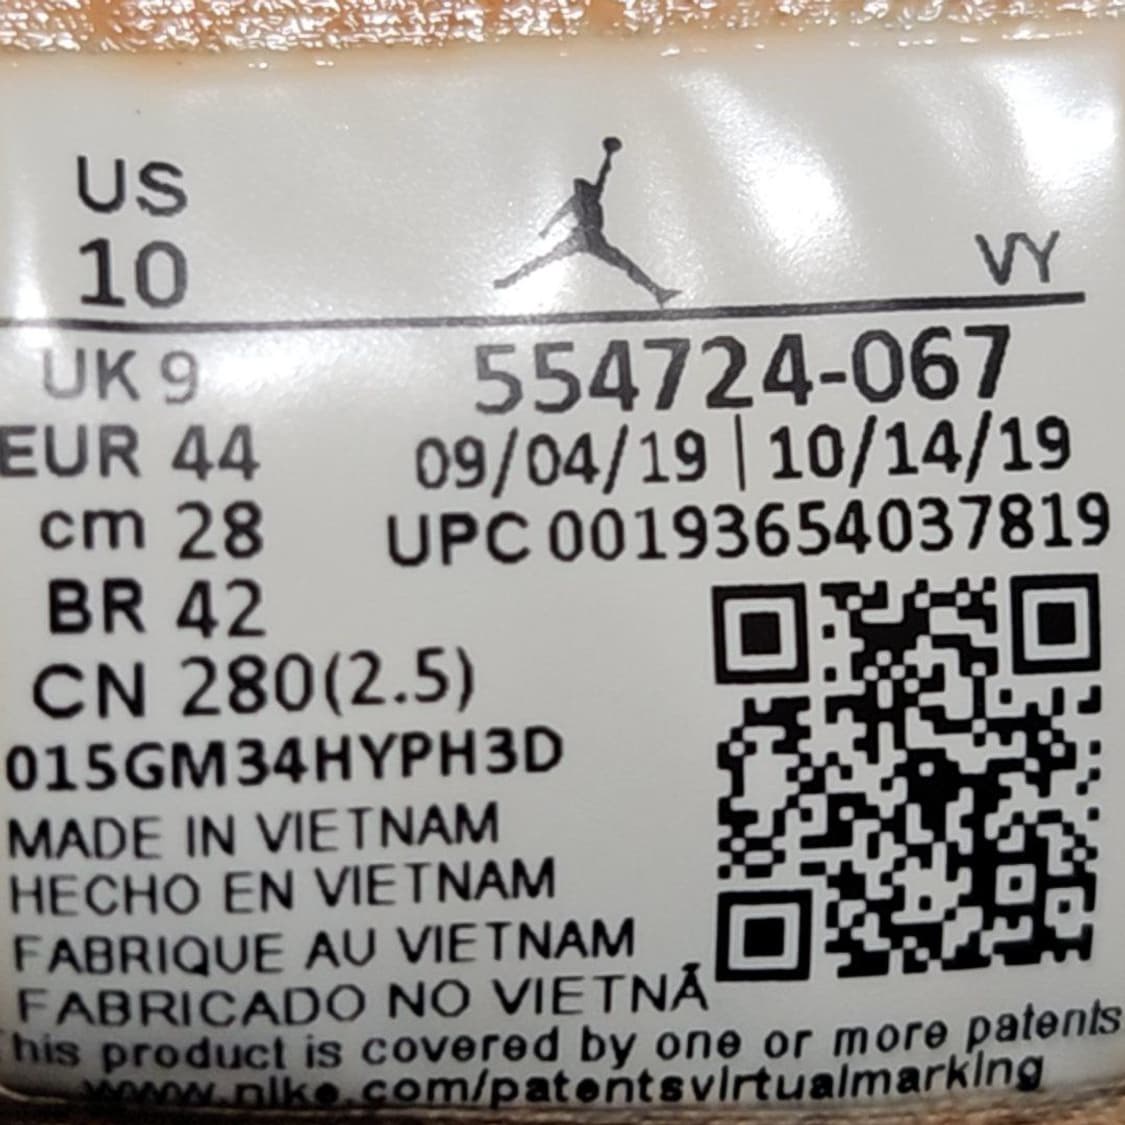 US
10
VY
UK 9
554724-067
EUR 44
09/04/19 | 10/14/19
cm 28
UPC 00193654037819
BR 42
CN 280(2.5)
015GM34HYPH3D
MADE IN VIETNAM
HECHO EN VIETNAM
FABRIQUE AU VIETNAM
FABRICADO NO VIETNÃ
his product is covered by one or more patents
www.nike.com/patentsvirtualmarking